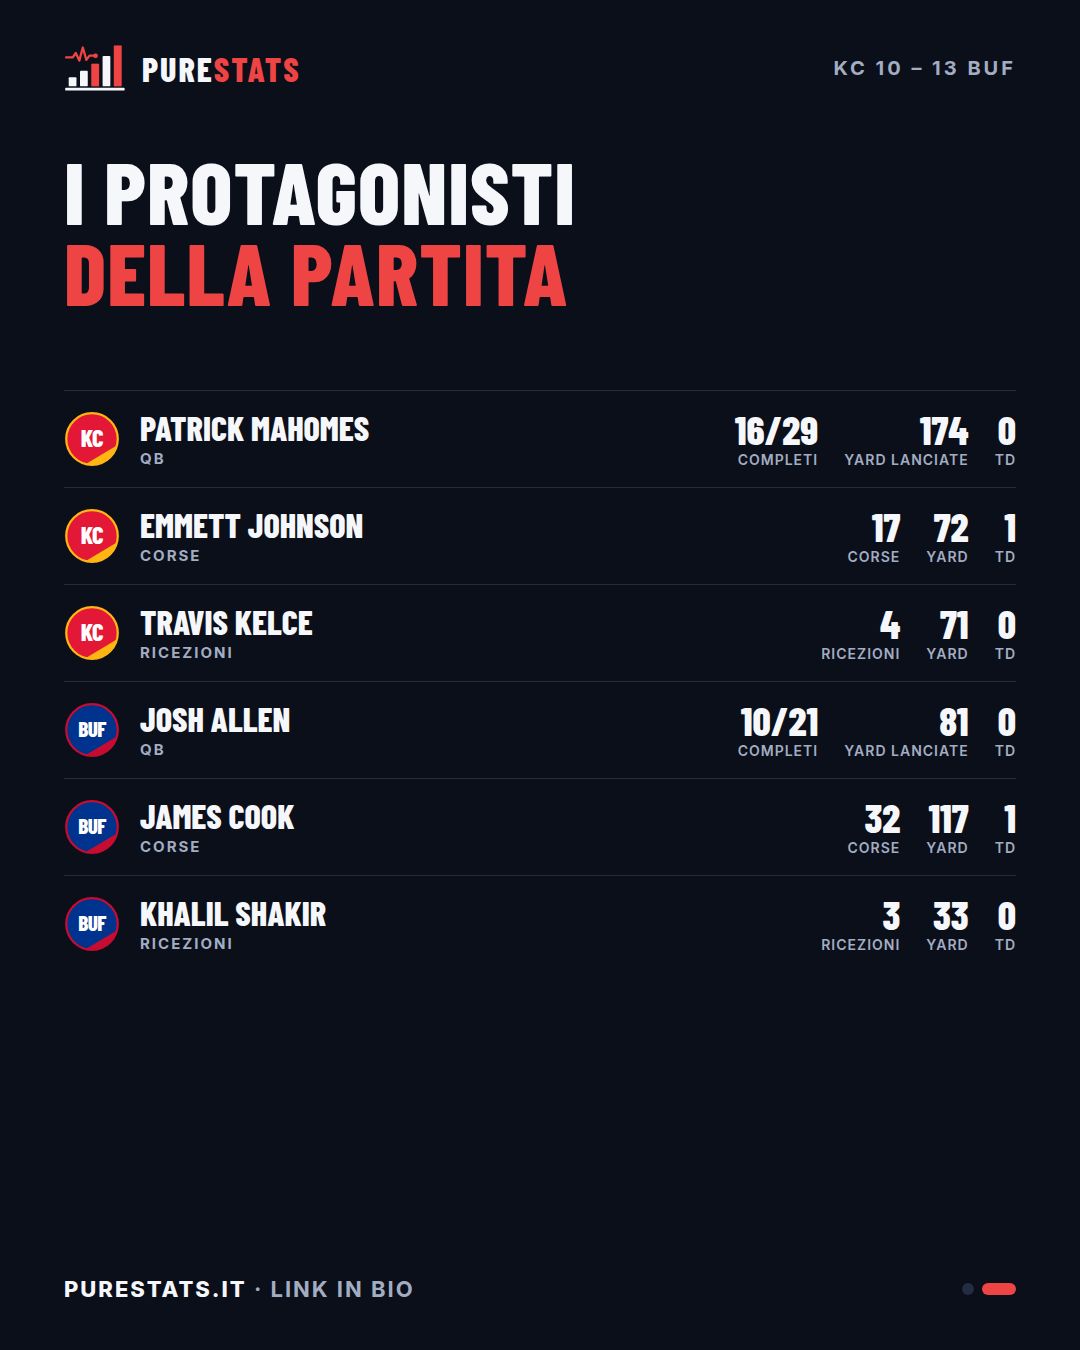 PURESTATS
KC 10 – 13 BUF
I PROTAGONISTI
DELLA PARTITA
KC
PATRICK MAHOMES
QB
16/29
COMPLETI
174
YARD LANCIATE
0
TD
KC
EMMETT JOHNSON
CORSE
17
CORSE
72
YARD
1
TD
KC
TRAVIS KELCE
RICEZIONI
4
RICEZIONI
71
YARD
0
TD
BUF
JOSH ALLEN
QB
10/21
COMPLETI
81
YARD LANCIATE
0
TD
BUF
JAMES COOK
CORSE
32
CORSE
117
YARD
1
TD
BUF
KHALIL SHAKIR
RICEZIONI
3
RICEZIONI
33
YARD
0
TD
PURESTATS.IT · LINK IN BIO